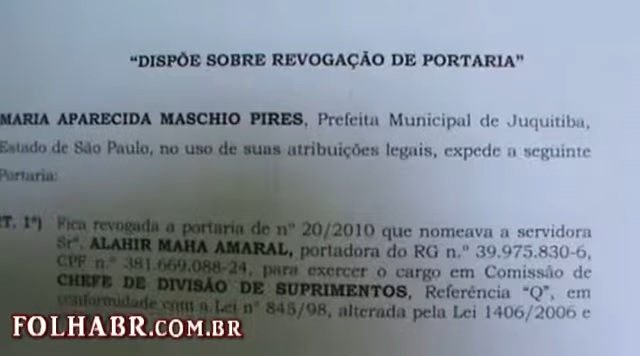 “DISPÕE SOBRE REVOGAÇÃO DE PORTARIA”
MARIA APARECIDA MASCHIO PIRES, Prefeita Municipal de Juquitiba,
Estado de São Paulo, no uso de suas atribuições legais, expede a seguinte
Portaria:
RT. 1º) Fica revogada a portaria de nº 20/2010 que nomeava a servidora
Srª. ALAHIR MAHA AMARAL, portadora do RG n.º 39.975.830-6,
CPF n.º 381.669.088-24, para exercer o cargo em Comissão de
CHEFE DE DIVISÃO DE SUPRIMENTOS, Referência “Q”, em
conformidade com a Lei nº 845/98, alterada pela Lei 1406/2006 e
FOLHABR.COM.BR